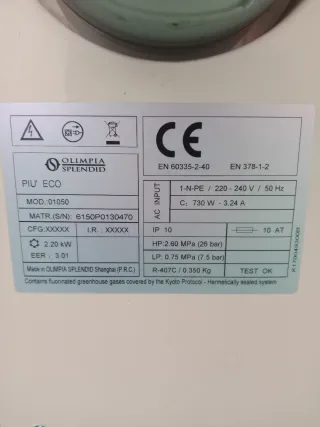 OLIMPIA
SPLENDID
PIU' ECO
MOD.:01050
MATR.(S/N): 6150P0130470
CFG:XXXXX I.R.: XXXXX
2.20 kW
EER : 3.01
Made in OLIMPIA SPLENDID Shanghai (P.R.C.)
CE
EN 60335-2-40 EN 378-1-2
AC INPUT
1-N-PE / 220 - 240 V / 50 Hz
C: 730 W - 3.24 A
IP 10 10 A7
HP:2.60 MPa (26 bar)
LP: 0.75 MPa (7.5 bar)
R-407C / 0.350 Kg TEST OK
Contains fluorinated greenhouse gases covered by the Kyoto Protocol - Hermetically sealed system